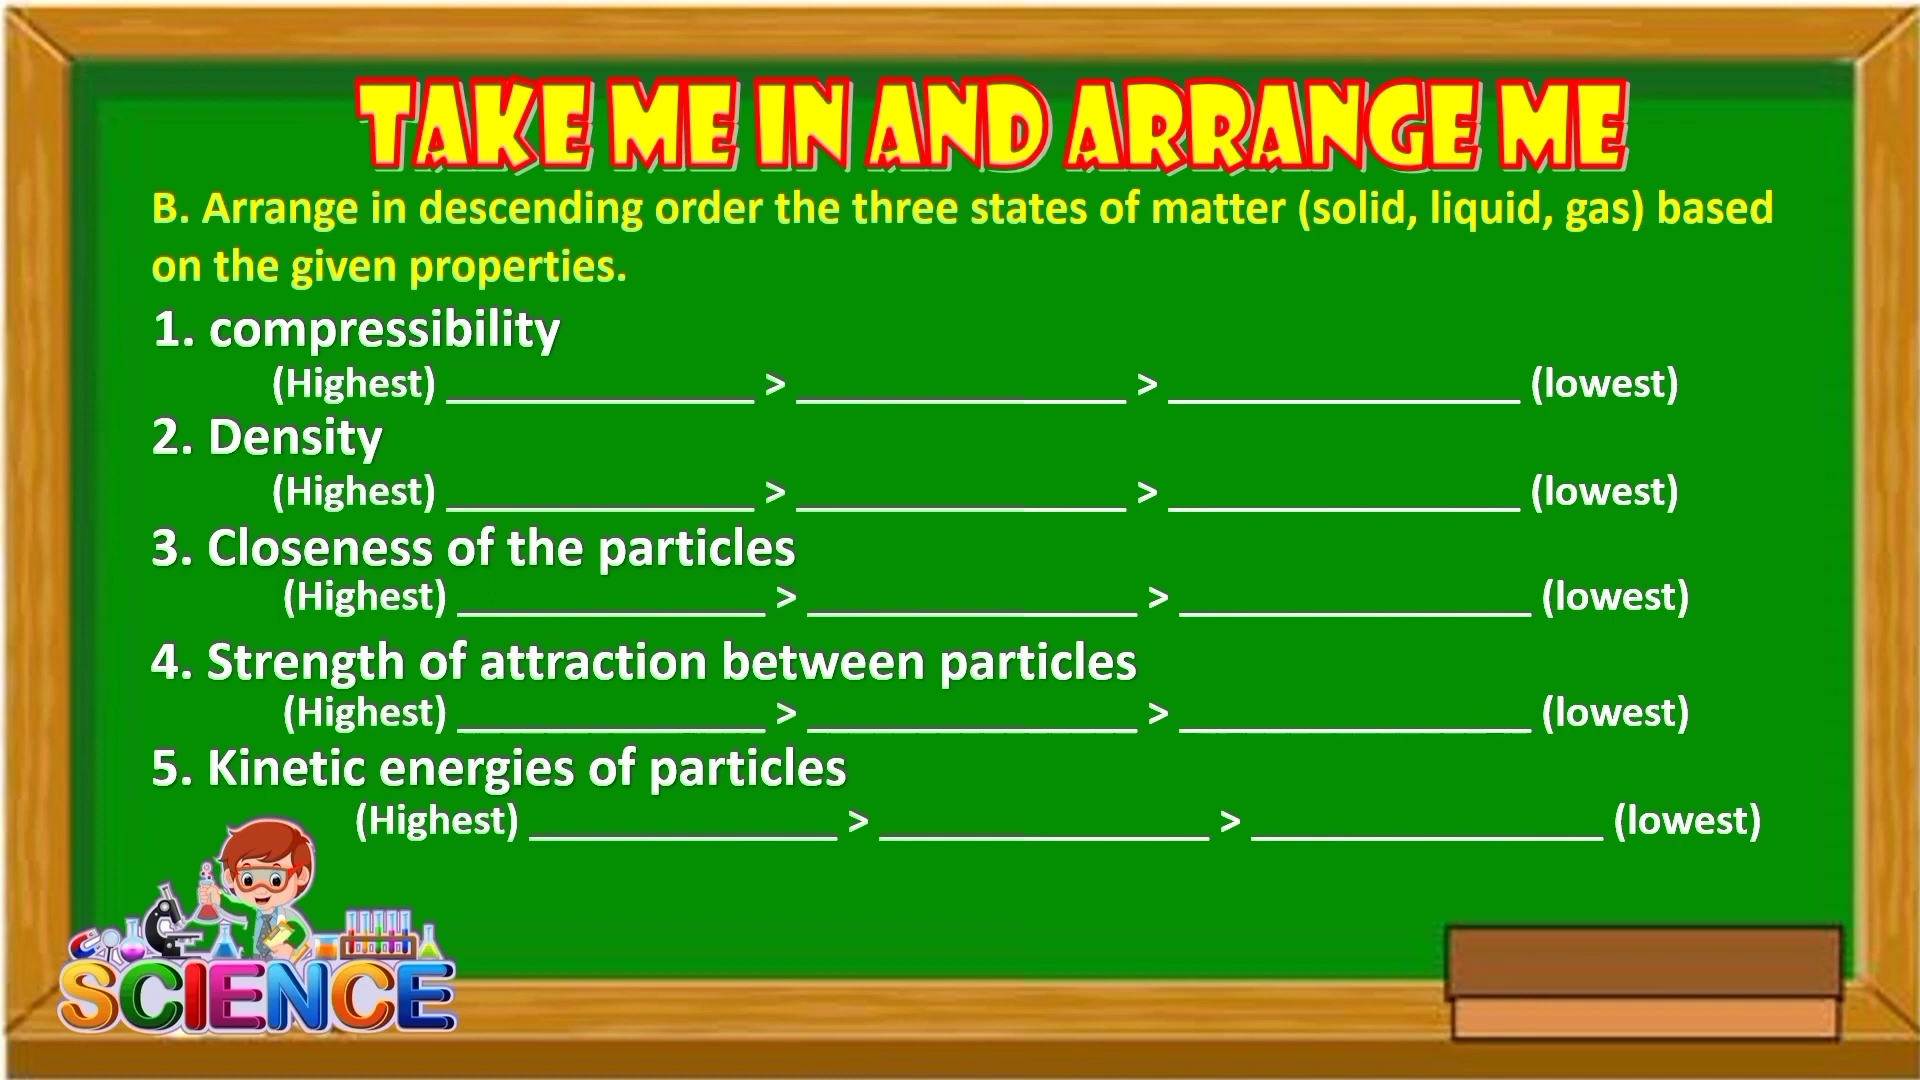 TAKE ME IN AND ARRANGE ME
B. Arrange in descending order the three states of matter (solid, liquid, gas) based
on the given properties.
1. compressibility
(Highest) ______________ > _______________ > ________________ (lowest)
2. Density
(Highest) ______________ > _______________ > ________________ (lowest)
3. Closeness of the particles
(Highest) ______________ > _______________ > ________________ (lowest)
4. Strength of attraction between particles
(Highest) ______________ > _______________ > ________________ (lowest)
5. Kinetic energies of particles
(Highest) ______________ > _______________ > ________________ (lowest)
SCIENCE